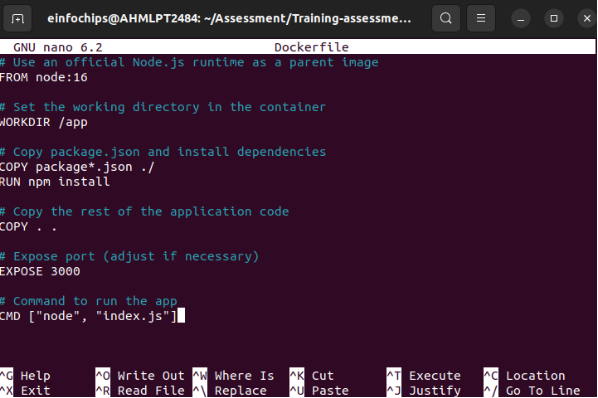 einfochips@AHMLPT2484: ~/Assessment/Training-assessme...
GNU nano 6.2 Dockerfile
# Use an official Node.js runtime as a parent image
FROM node:16
# Set the working directory in the container
WORKDIR /app
# Copy package.json and install dependencies
COPY package*.json ./
RUN npm install
# Copy the rest of the application code
COPY . .
# Expose port (adjust if necessary)
EXPOSE 3000
# Command to run the app
CMD ["node", "index.js"]
^G Help ^O Write Out ^W Where Is ^K Cut ^T Execute ^C Location
^X Exit ^R Read File ^\ Replace ^U Paste ^J Justify ^/ Go To Line